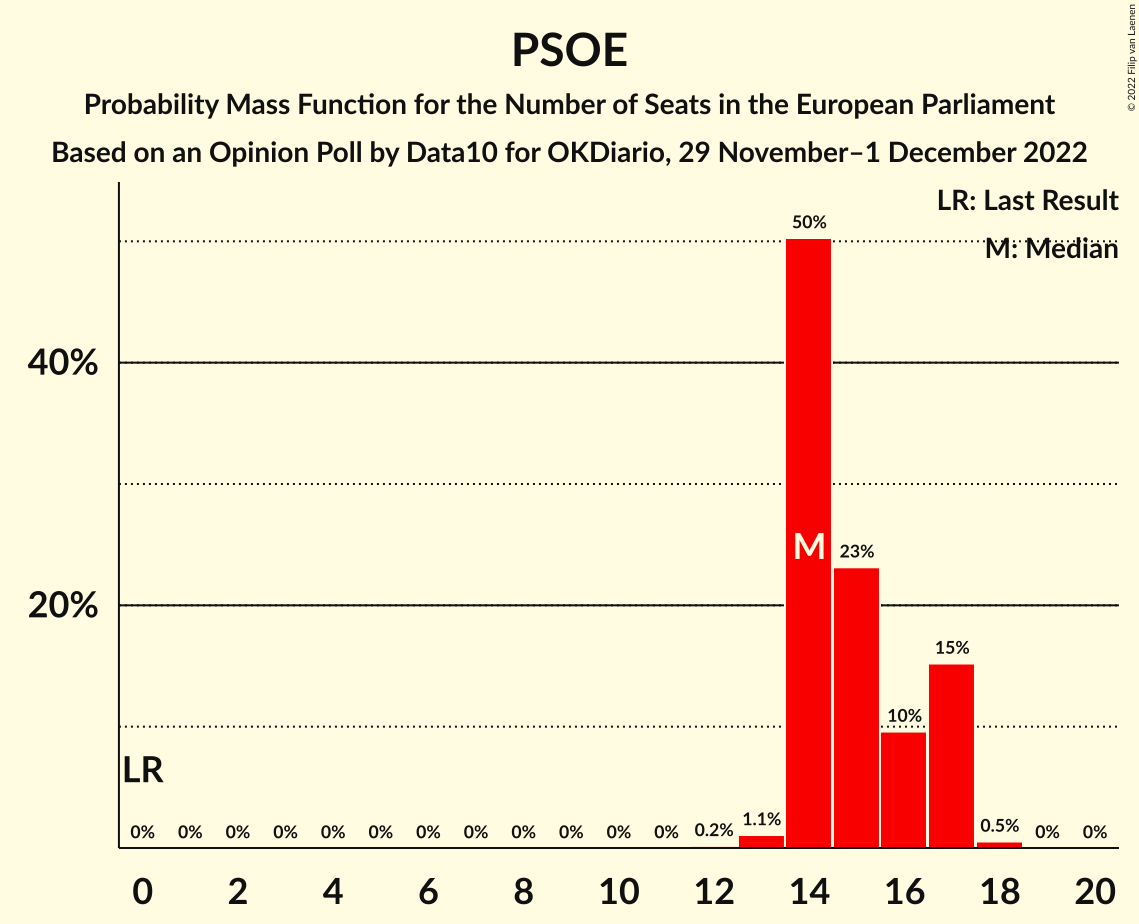 PSOE
Probability Mass Function for the Number of Seats in the European Parliament
Based on an Opinion Poll by Data10 for OKDiario, 29 November–1 December 2022
© 2022 Filip van Laenen
LR: Last Result
M: Median
50%
40%
M
23%
20%
15%
10%
LR
0% 0% 0% 0% 0% 0% 0% 0% 0% 0% 0% 0% 0.2% 1.1% 0.5% 0% 0%
0 2 4 6 8 10 12 14 16 18 20